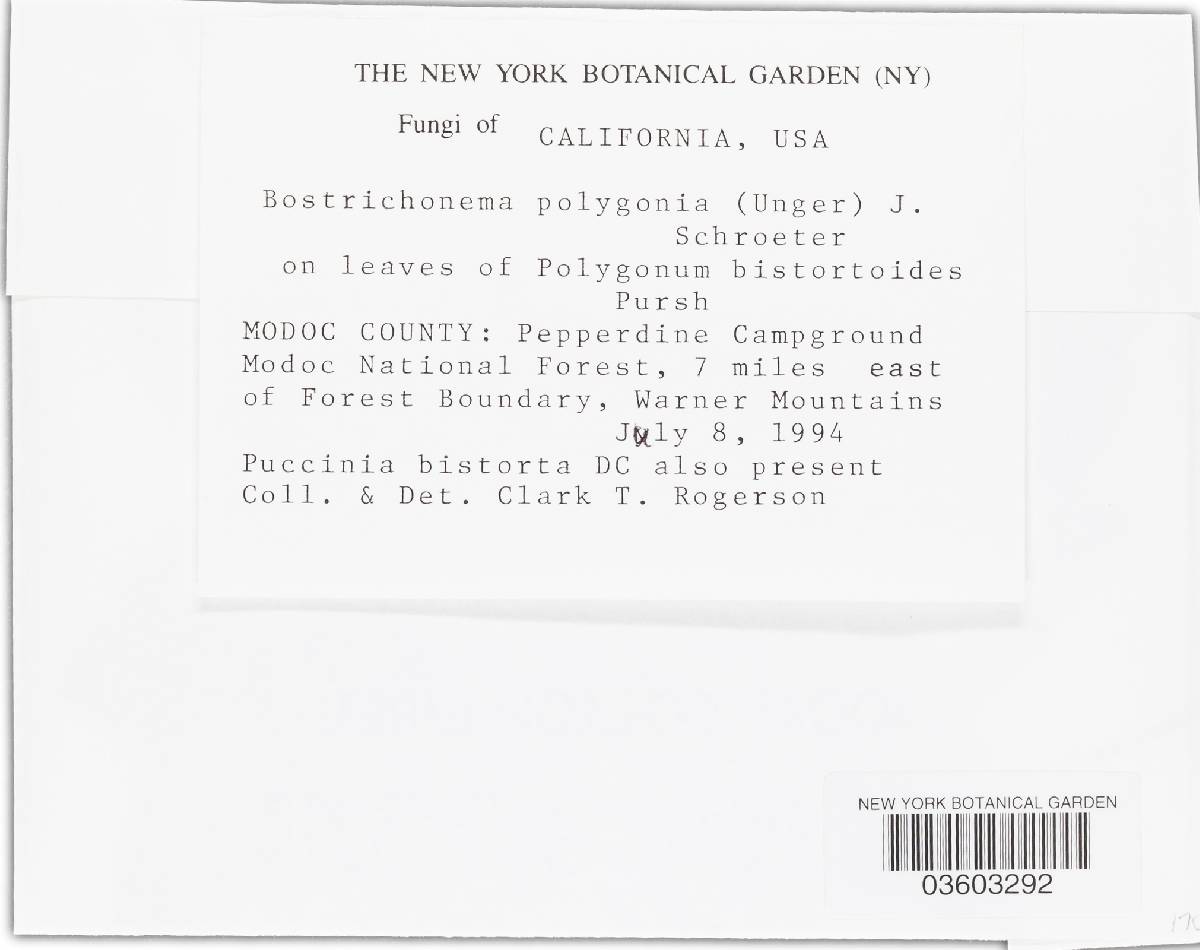 THE NEW YORK BOTANICAL GARDEN (NY)
Fungi of CALIFORNIA, USA
Bostrichonema polygonia (Unger) J.
Schroeter
on leaves of Polygonum bistortoides
Pursh
MODOC COUNTY: Pepperdine Campground
Modoc National Forest, 7 miles east
of Forest Boundary, Warner Mountains
July 8, 1994
Puccinia bistorta DC also present
Coll. & Det. Clark T. Rogerson
NEW YORK BOTANICAL GARDEN
03603292